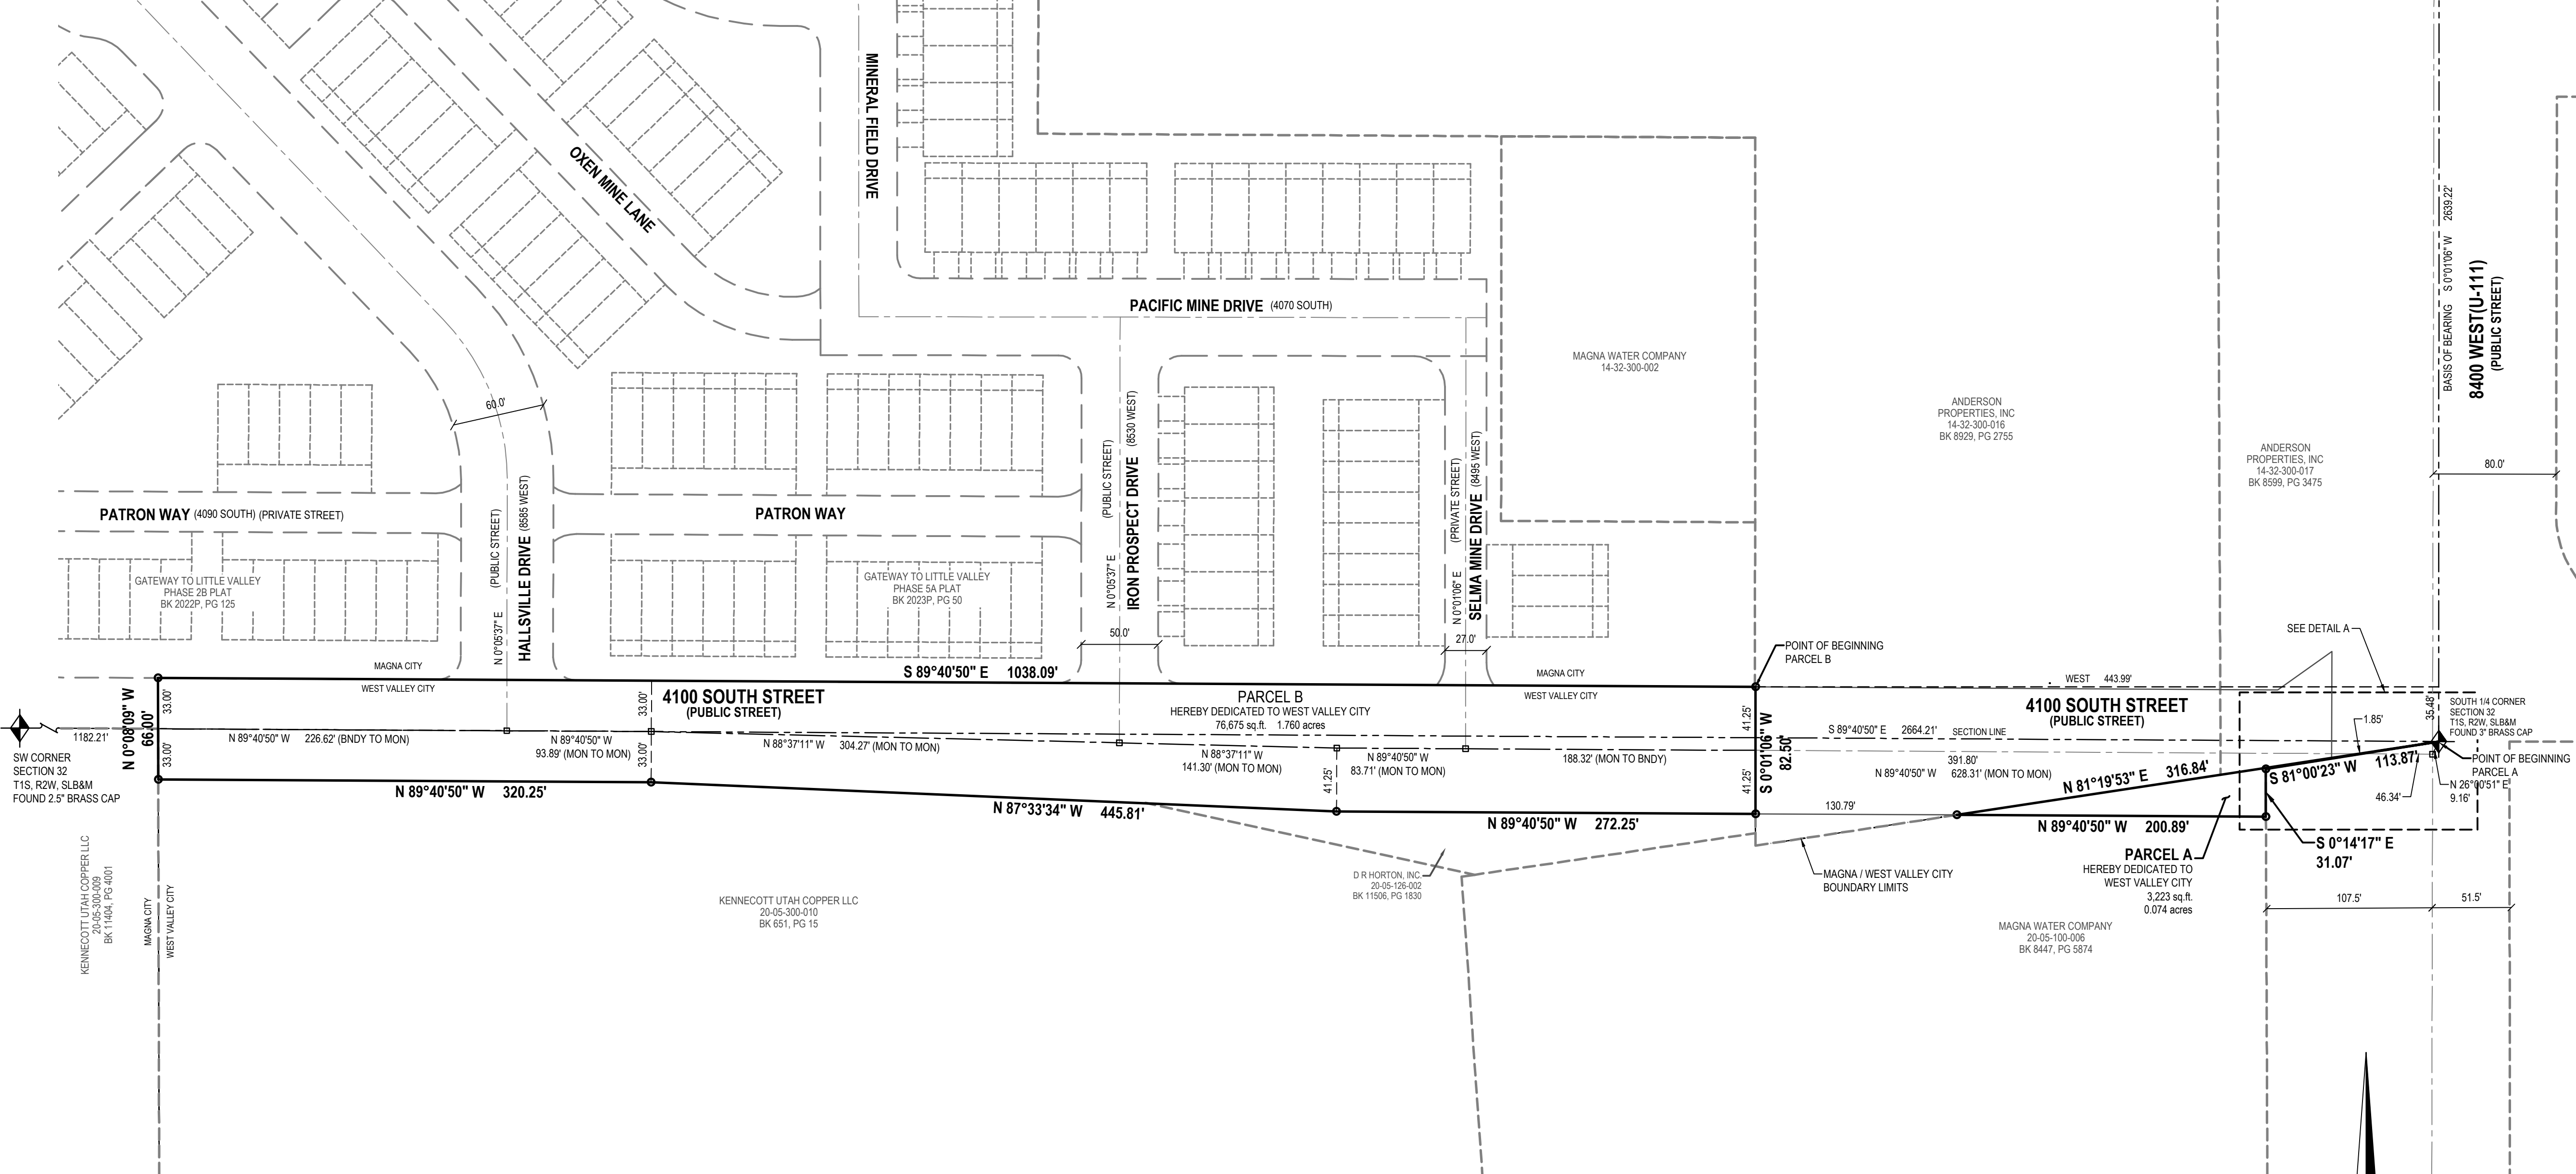 MINERAL FIELD DRIVE
OXEN MINE LANE
PACIFIC MINE DRIVE (4070 SOUTH)
BASIS OF BEARING S 0°01'06" W 2639.22'
8400 WEST(U-111)
(PUBLIC STREET)
80.0'
MAGNA WATER COMPANY
14-32-300-002
ANDERSON
PROPERTIES, INC
14-32-300-016
BK 8929, PG 2755
ANDERSON
PROPERTIES, INC
14-32-300-017
BK 8599, PG 3475
60.0'
PATRON WAY (4090 SOUTH) (PRIVATE STREET)
PATRON WAY
N 0°05'37" E (PUBLIC STREET)
HALLSVILLE DRIVE (8585 WEST)
N 0°05'37" E (PUBLIC STREET)
IRON PROSPECT DRIVE (8530 WEST)
N 0°01'06" E (PRIVATE STREET)
SELMA MINE DRIVE (8495 WEST)
GATEWAY TO LITTLE VALLEY
PHASE 2B PLAT
BK 2022P, PG 125
GATEWAY TO LITTLE VALLEY
PHASE 5A PLAT
BK 2023P, PG 50
50.0'
27.0'
SEE DETAIL A
POINT OF BEGINNING
PARCEL B
MAGNA CITY
WEST VALLEY CITY
S 89°40'50" E 1038.09'
MAGNA CITY
WEST VALLEY CITY
WEST 443.99'
4100 SOUTH STREET
(PUBLIC STREET)
PARCEL B
HEREBY DEDICATED TO WEST VALLEY CITY
76,675 sq.ft. 1.760 acres
4100 SOUTH STREET
(PUBLIC STREET)
N 0°08'09" W
66.00'
33.00'
33.00'
33.00'
33.00'
41.25'
41.25'
41.25'
S 0°01'06" W
82.50'
35.48'
1.85'
SOUTH 1/4 CORNER
SECTION 32
T1S, R2W, SLB&M
FOUND 3" BRASS CAP
1182.21'
SW CORNER
SECTION 32
T1S, R2W, SLB&M
FOUND 2.5" BRASS CAP
N 89°40'50" W 226.62' (BNDY TO MON)
N 89°40'50" W
93.89' (MON TO MON)
N 88°37'11" W 304.27' (MON TO MON)
N 88°37'11" W
141.30' (MON TO MON)
N 89°40'50" W
83.71' (MON TO MON)
188.32' (MON TO BNDY)
S 89°40'50" E 2664.21' SECTION LINE
391.80'
N 89°40'50" W 628.31' (MON TO MON)
N 81°19'53" E 316.84'
S 81°00'23" W 113.87'
POINT OF BEGINNING
PARCEL A
N 26°00'51" E
9.16'
46.34'
N 89°40'50" W 320.25'
N 87°33'34" W 445.81'
N 89°40'50" W 272.25'
130.79'
N 89°40'50" W 200.89'
S 0°14'17" E
31.07'
PARCEL A
HEREBY DEDICATED TO
WEST VALLEY CITY
3,223 sq.ft.
0.074 acres
MAGNA / WEST VALLEY CITY
BOUNDARY LIMITS
107.5'
51.5'
KENNECOTT UTAH COPPER LLC
20-05-300-009
BK 11404, PG 4001
MAGNA CITY
WEST VALLEY CITY
KENNECOTT UTAH COPPER LLC
20-05-300-010
BK 651, PG 15
D R HORTON, INC.
20-05-126-002
BK 11506, PG 1830
MAGNA WATER COMPANY
20-05-100-006
BK 8447, PG 5874